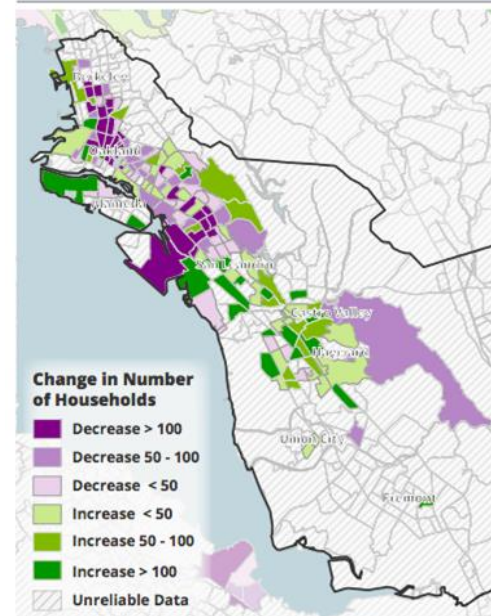 Berkeley
Oakland
Alameda
San Leandro
Castro Valley
Hayward
Union City
Fremont
Change in Number
of Households
Decrease > 100
Decrease 50 - 100
Decrease < 50
Increase < 50
Increase 50 - 100
Increase > 100
Unreliable Data